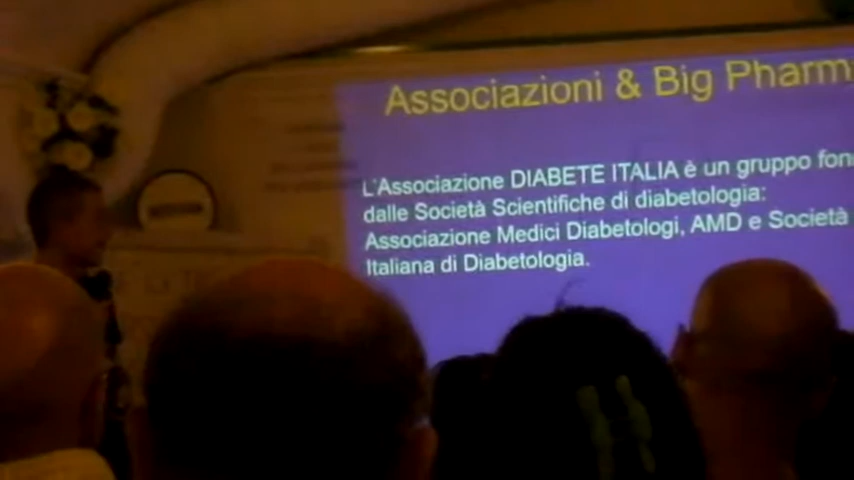 Associazioni & Big Pharm
L'Associazione DIABETE ITALIA è un gruppo fon
dalle Società Scientifiche di diabetologia:
Associazione Medici Diabetologi, AMD e Società
Italiana di Diabetologia.